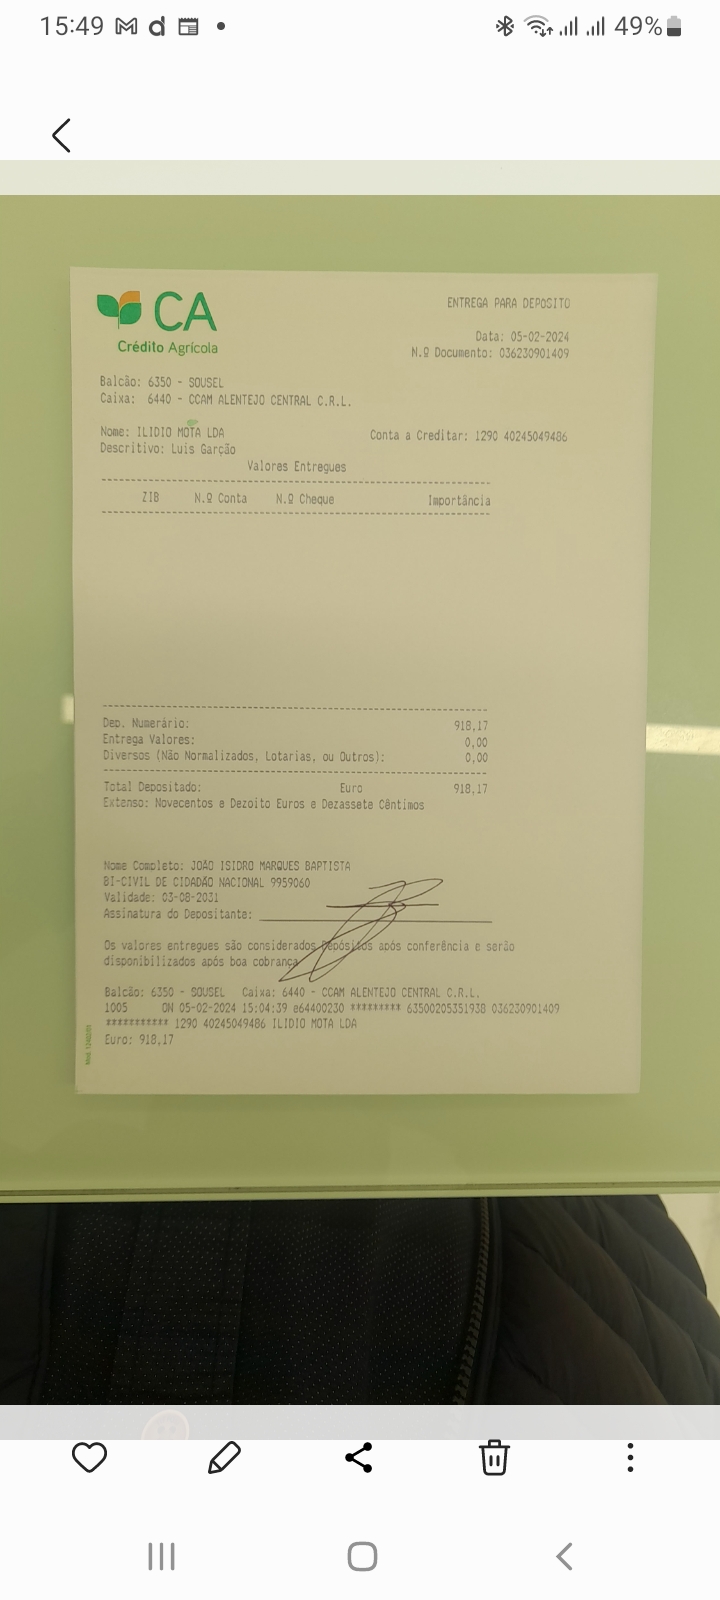 15:49 49%
CA
Crédito Agrícola
ENTREGA PARA DEPOSITO
Data: 05-02-2024
N.º Documento: 036230901409
Balcão: 6350 - SOUSEL
Caixa: 6440 - CCAM ALENTEJO CENTRAL C.R.L.
Nome: ILIDIO MOTA LDA Conta a Creditar: 1290 40245049486
Descritivo: Luis Garção
Valores Entregues
ZIB N.º Conta N.º Cheque Importância
Dep. Numerário: 918,17
Entrega Valores: 0,00
Diversos (Não Normalizados, Lotarias, ou Outros): 0,00
Total Depositado: Euro 918,17
Extenso: Novecentos e Dezoito Euros e Dezassete Cêntimos
Nome Completo: JOÃO ISIDRO MARQUES BAPTISTA
BI-CIVIL DE CIDADÃO NACIONAL 9959060
Validade: 03-08-2031
Assinatura do Depositante:
Os valores entregues são considerados Depósitos após conferência e serão
disponibilizados após boa cobrança
Balcão: 6350 - SOUSEL Caixa: 6440 - CCAM ALENTEJO CENTRAL C.R.L.
1005 ON 05-02-2024 15:04:39 e64400230 ********* 63500205351938 036230901409
*********** 1290 40245049486 ILIDIO MOTA LDA
Euro: 918,17